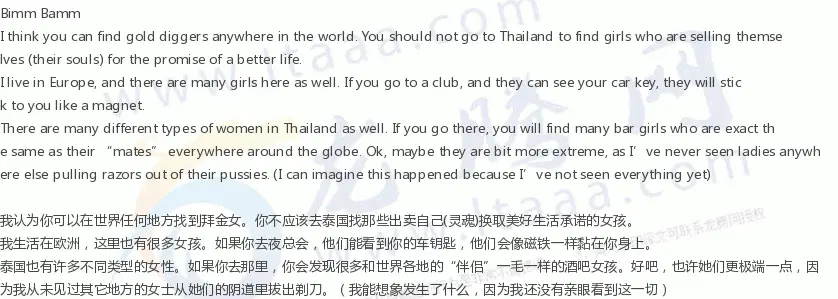 Bimm Bamm
I think you can find gold diggers anywhere in the world. You should not go to Thailand to find girls who are selling themse
lves (their souls) for the promise of a better life.
I live in Europe, and there are many girls here as well. If you go to a club, and they can see your car key, they will stic
k to you like a magnet.
There are many different types of women in Thailand as well. If you go there, you will find many bar girls who are exact th
e same as their “mates” everywhere around the globe. Ok, maybe they are bit more extreme, as I’ve never seen ladies anywh
ere else pulling razors out of their pussies. (I can imagine this happened because I’ve not seen everything yet)
我认为你可以在世界任何地方找到拜金女。你不应该去泰国找那些出卖自己(灵魂)换取美好生活承诺的女孩。
我生活在欧洲，这里也有很多女孩。如果你去夜总会，他们能看到你的车钥匙，他们会像磁铁一样黏在你身上。
泰国也有许多不同类型的女性。如果你去那里，你会发现很多和世界各地的“伴侣”一毛一样的酒吧女孩。好吧，也许她们更极端一点，因
为我从未见过其它地方的女士从她们的阴道里拔出剃刀。（我能想象发生了什么，因为我还没有亲眼看到这一切）
www.ltaaa.com
龙腾网
www.ltaaa.com